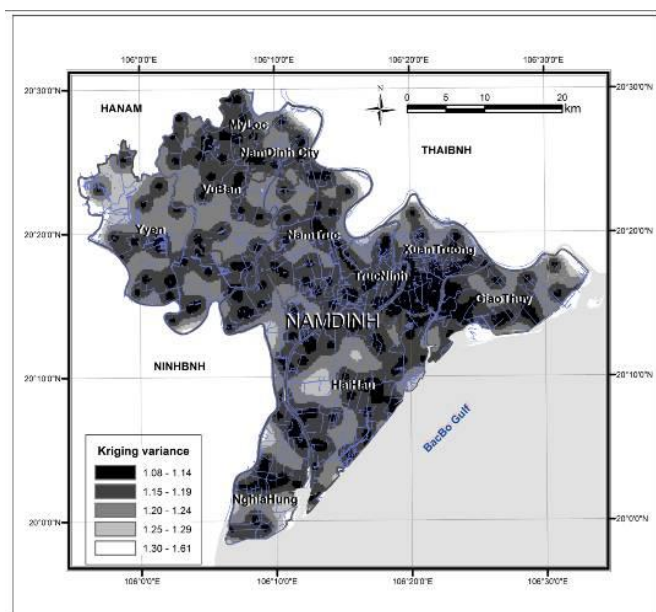 106°0'0"E 106°10'0"E 106°20'0"E 106°30'0"E
20°30'0"N
20°30'0"N
HANAM
N
0 5 10 20
km
MyLoc
NamDinh City
THAIBNH
VuBan
Yyen
20°20'0"N
20°20'0"N
NamTruc
XuanTruong
TrucNinh
GiaoThuy
NAMDINH
NINHBNH
20°10'0"N
20°10'0"N
HaiHau
BacBo Gulf
Kriging variance
1.08 - 1.14
1.15 - 1.19
1.20 - 1.24
1.25 - 1.29
1.30 - 1.61
NghiaHung
20°0'0"N
20°0'0"N
106°0'0"E 106°10'0"E 106°20'0"E 106°30'0"E